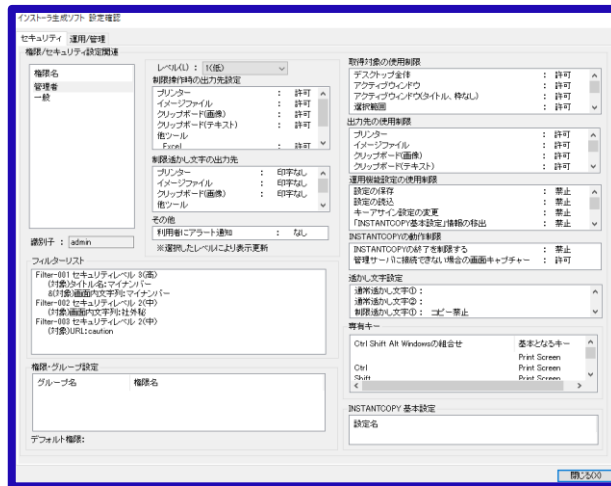 インストーラ生成ソフト 設定確認
セキュリティ 運用/管理
権限/セキュリティ設定関連
権限名
管理者
一般
識別子 : admin
レベル(L) : 1(低)
制限操作時の出力先設定
プリンター : 許可
イメージファイル : 許可
クリップボード(画像) : 許可
クリップボード(テキスト) : 許可
他ツール
Excel : 許可
制限透かし文字の出力先
プリンター : 印字なし
イメージファイル : 印字なし
クリップボード(画像) : 印字なし
他ツール
その他
利用者にアラート通知 : なし
※選択したレベルにより表示更新
フィルターリスト
Filter-001 セキュリティレベル 3(高)
(対象)タイトル名:マイナンバー
&(対象)画面内文字列:マイナンバー
Filter-002 セキュリティレベル 2(中)
(対象)画面内文字列:社外秘
Filter-003 セキュリティレベル 2(中)
(対象)URL:caution
権限・グループ設定
グループ名 権限名
デフォルト権限:
取得対象の使用制限
デスクトップ全体 : 許可
アクティブウィンドウ : 許可
アクティブウィンドウ(タイトル、枠なし) : 許可
選択範囲 : 許可
出力先の使用制限
プリンター : 許可
イメージファイル : 許可
クリップボード(画像) : 許可
クリップボード(テキスト) : 許可
運用機能設定の使用制限
設定の保存 : 禁止
設定の読込 : 禁止
キーアサイン設定の変更 : 禁止
「INSTANTCOPY基本設定」情報の移出 : 禁止
INSTANTCOPYの動作制限
INSTANTCOPYの終了を制限する : 禁止
管理サーバに接続できない場合の画面キャプチャー : 許可
透かし文字設定
通常透かし文字① :
通常透かし文字② :
制限透かし文字① : コピー禁止
専有キー
Ctrl Shift Alt Windowsの組合せ 基本となるキー
Print Screen
Ctrl Print Screen
Shift Print Screen
INSTANTCOPY 基本設定
設定名
閉じる(X)